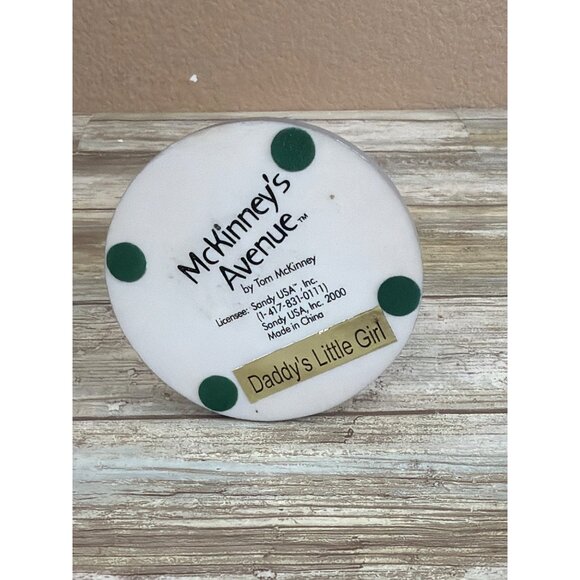 McKinney's
Avenue™
by Tom McKinney
Licensee: Sandy USA™, Inc.
(1-417-831-0111)
Sandy USA, Inc. 2000
Made in China
Daddy's Little Girl